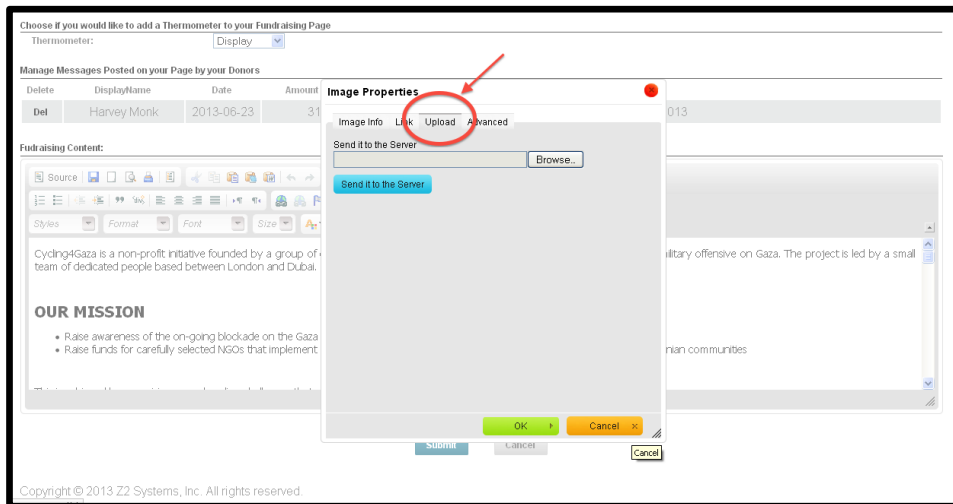 Choose if you would like to add a Thermometer to your Fundraising Page
Thermometer: Display
Manage Messages Posted on your Page by your Donors
Delete DisplayName Date Amount
Del Harvey Monk 2013-06-23 31 013
Fudraising Content:
Source
Styles Format Font Size
Cycling4Gaza is a non-profit initiative founded by a group of military offensive on Gaza. The project is led by a small
team of dedicated people based between London and Dubai.
OUR MISSION
• Raise awareness of the on-going blockade on the Gaza
• Raise funds for carefully selected NGOs that implement nian communities
Image Properties
Image Info Link Upload Advanced
Send it to the Server
Browse..
Send it to the Server
OK Cancel
Submit Cancel
Cancel
Copyright © 2013 Z2 Systems, Inc. All rights reserved.